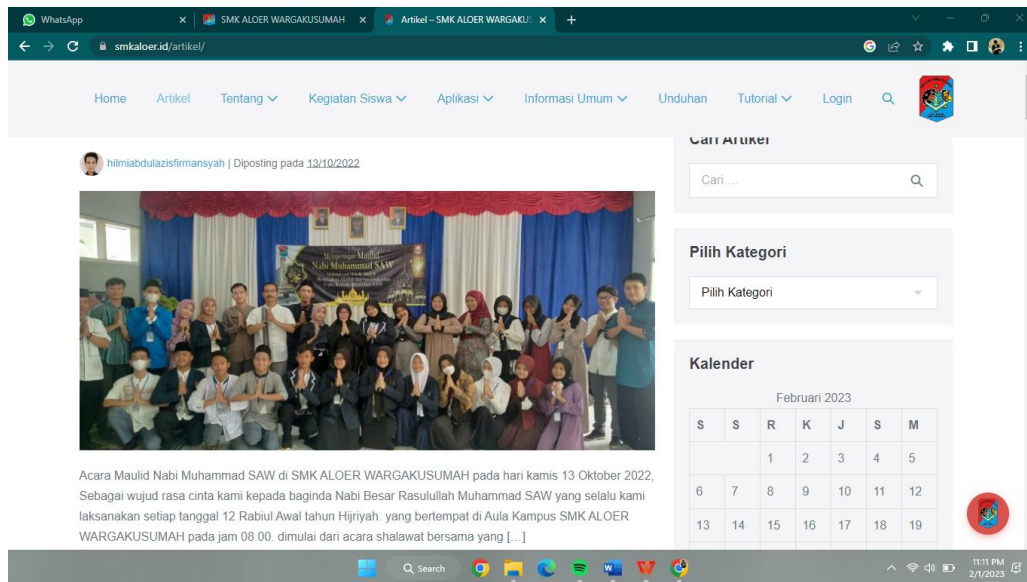 WhatsApp
SMK ALOER WARGAKUSUMAH
Artikel – SMK ALOER WARGAKUS
smkaloer.id/artikel/
Home Artikel Tentang Kegiatan Siswa Aplikasi Informasi Umum Unduhan Tutorial Login
hilmiabdulazisfirmansyah | Diposting pada 13/10/2022
Memperingati Maulid
Nabi Muhammad SAW
Acara Maulid Nabi Muhammad SAW di SMK ALOER WARGAKUSUMAH pada hari kamis 13 Oktober 2022,
Sebagai wujud rasa cinta kami kepada baginda Nabi Besar Rasulullah Muhammad SAW yang selalu kami
laksanakan setiap tanggal 12 Rabiul Awal tahun Hijriyah. yang bertempat di Aula Kampus SMK ALOER
WARGAKUSUMAH pada jam 08.00. dimulai dari acara shalawat bersama yang […]
Cari Artikel
Cari …
Pilih Kategori
Pilih Kategori
Kalender
Februari 2023
S S R K J S M
1 2 3 4 5
6 7 8 9 10 11 12
13 14 15 16 17 18 19
Search
11:11 PM
2/1/2023